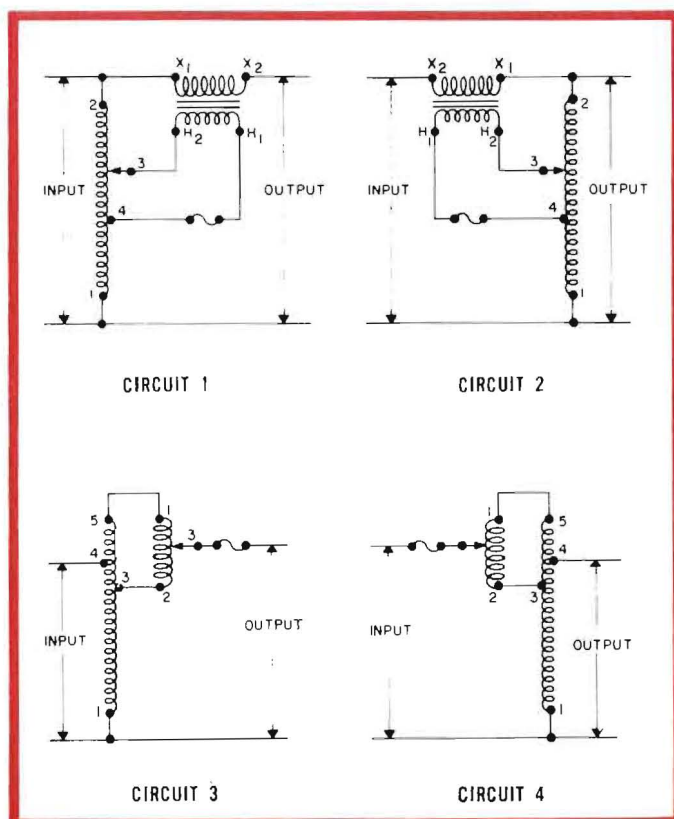 X1 X2
2
H2 H1
3
INPUT
OUTPUT
4
1
CIRCUIT 1
X2 X1
2
H1 H2
3
INPUT
OUTPUT
4
1
CIRCUIT 2
5 1
4
3 3
2
INPUT
OUTPUT
1
CIRCUIT 3
1 5
4
2 3
INPUT
OUTPUT
1
CIRCUIT 4